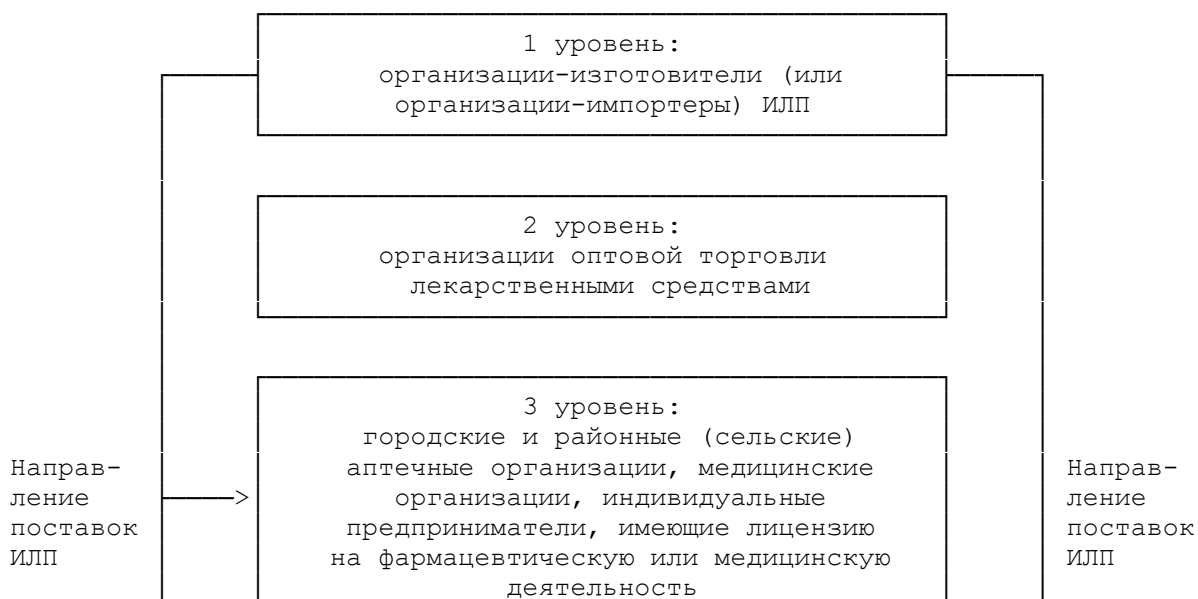 1 уровень:
организации-изготовители (или
организации-импортеры) ИЛП
2 уровень:
организации оптовой торговли
лекарственными средствами
3 уровень:
городские и районные (сельские)
аптечные организации, медицинские
организации, индивидуальные
предприниматели, имеющие лицензию
на фармацевтическую или медицинскую
деятельность
Направ-
ление
поставок
ИЛП
Направ-
ление
поставок
ИЛП